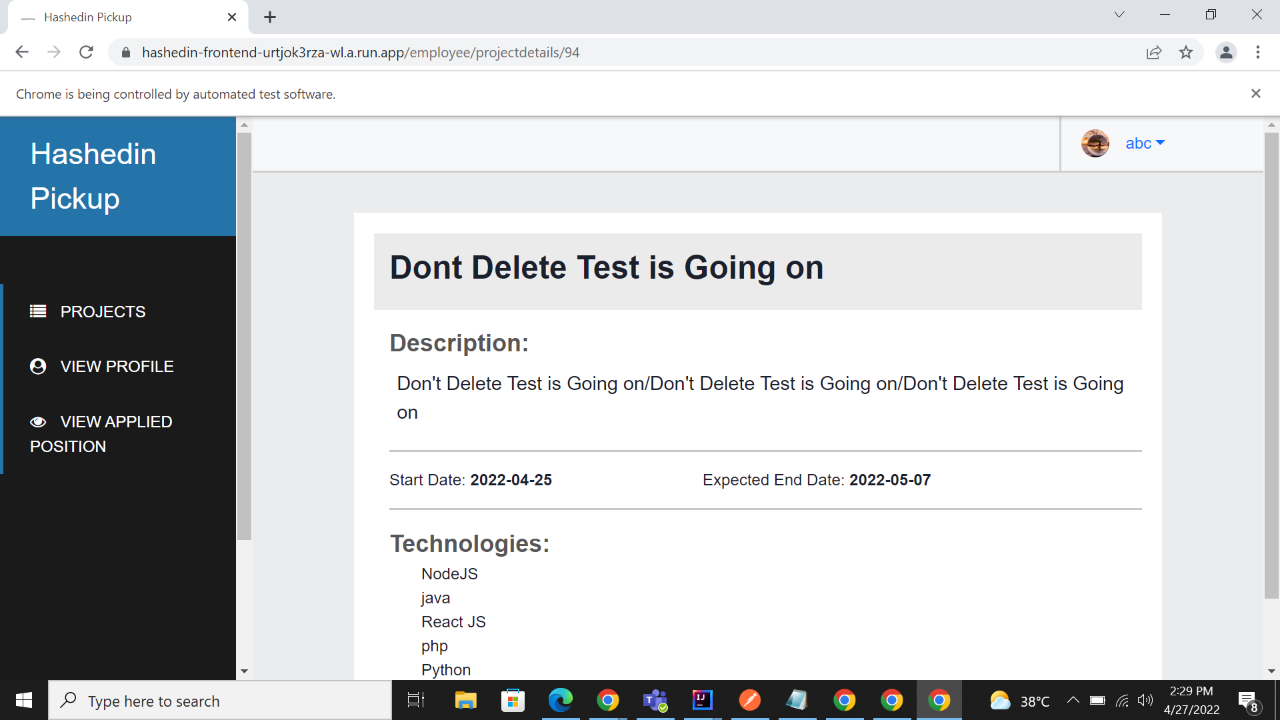 Hashedin Pickup
hashedin-frontend-urtjok3rza-wl.a.run.app/employee/projectdetails/94
Chrome is being controlled by automated test software.
Hashedin
Pickup
abc
PROJECTS
VIEW PROFILE
VIEW APPLIED
POSITION
Dont Delete Test is Going on
Description:
Don't Delete Test is Going on/Don't Delete Test is Going on/Don't Delete Test is Going
on
Start Date: 2022-04-25 Expected End Date: 2022-05-07
Technologies:
NodeJS
java
React JS
php
Python
Type here to search
38°C
2:29 PM
4/27/2022
8